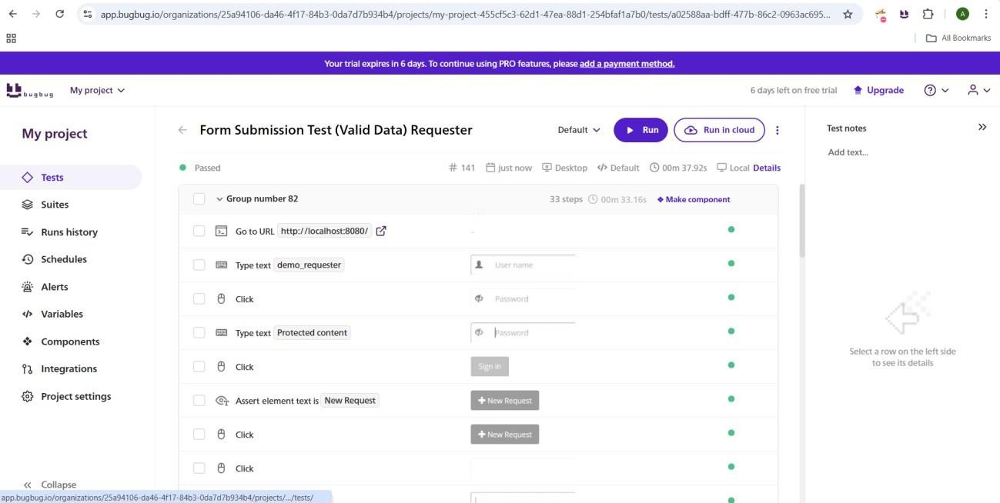 app.bugbug.io/organizations/25a94106-da46-4f17-84b3-0da7d7b934b4/projects/my-project-455cf5c3-62d1-47ea-88d1-254bfaf1a7b0/tests/a02588aa-bdff-477b-86c2-0963ac695...
A
All Bookmarks
Your trial expires in 6 days. To continue using PRO features, please add a payment method.
bugbug
My project
6 days left on free trial
Upgrade
My project
Form Submission Test (Valid Data) Requester
Default
Run
Run in cloud
Test notes
Add text...
Passed
# 141
just now
Desktop
Default
00m 37.92s
Local
Details
Tests
Suites
Runs history
Schedules
Alerts
Variables
Components
Integrations
Project settings
Collapse
Group number 82
33 steps
00m 33.16s
Make component
Go to URL http://localhost:8080/
-
Type text demo_requester
User name
Click
Password
Type text Protected content
Password
Click
Sign in
Assert element text is New Request
New Request
Click
New Request
Click
Select a row on the left side
to see its details
app.bugbug.io/organizations/25a94106-da46-4f17-84b3-0da7d7b934b4/projects/.../tests/